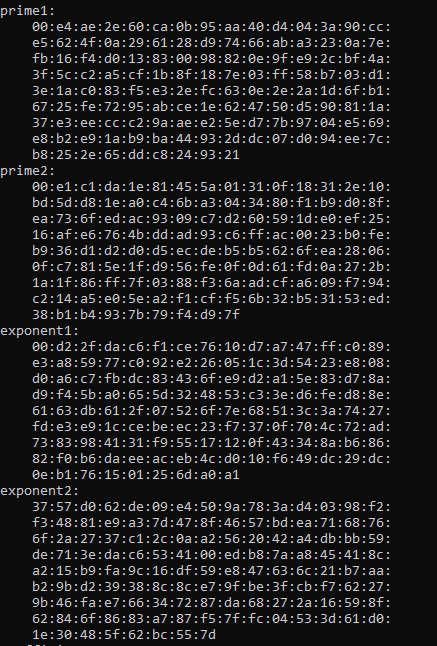 prime1:
00:e4:ae:2e:60:ca:0b:95:aa:40:d4:04:3a:90:cc:
e5:62:4f:0a:29:61:28:d9:74:66:ab:a3:23:0a:7e:
fb:16:f4:d0:13:83:00:98:82:0e:9f:e9:2c:bf:4a:
3f:5c:c2:a5:cf:1b:8f:18:7e:03:ff:58:b7:03:d1:
3e:1a:c0:83:f5:e3:2e:fc:63:0e:2e:2a:1d:6f:b1:
67:25:fe:72:95:ab:ce:1e:62:47:50:d5:90:81:1a:
37:e3:ee:cc:c2:9a:ae:e2:5e:d7:7b:97:04:e5:69:
e8:b2:e9:1a:b9:ba:44:93:2d:dc:07:d0:94:ee:7c:
b8:25:2e:65:dd:c8:24:93:21
prime2:
00:e1:c1:da:1e:81:45:5a:01:31:0f:18:31:2e:10:
bd:5d:d8:1e:a0:c4:6b:a3:04:34:80:f1:b9:d0:8f:
ea:73:6f:ed:ac:93:09:c7:d2:60:59:1d:e0:ef:25:
16:af:e6:76:4b:dd:ad:93:c6:ff:ac:00:23:b0:fe:
b9:36:d1:d2:d0:d5:ec:de:b5:b5:62:6f:ea:28:06:
0f:c7:81:5e:1f:d9:56:fe:0f:0d:61:fd:0a:27:2b:
1a:1f:86:ff:7f:03:88:f3:6a:ad:cf:a6:09:f7:94:
c2:14:a5:e0:5e:a2:f1:cf:f5:6b:32:b5:31:53:ed:
38:b1:b4:93:7b:79:f4:d9:7f
exponent1:
00:d2:2f:da:c6:f1:ce:76:10:d7:a7:47:ff:c0:89:
e3:a8:59:77:c0:92:e2:26:05:1c:3d:54:23:e8:08:
d0:a6:c7:fb:dc:83:43:6f:e9:d2:a1:5e:83:d7:8a:
d9:f4:5b:a0:65:5d:32:48:53:c3:3e:d6:fe:d8:8e:
61:63:db:61:2f:07:52:6f:7e:68:51:3c:3a:74:27:
fd:e3:e9:1c:ce:be:ec:23:f7:37:0f:70:4c:72:ad:
73:83:98:41:31:f9:55:17:12:0f:43:34:8a:b6:86:
82:f0:b6:da:ee:ac:eb:4c:d0:10:f6:49:dc:29:dc:
0e:b1:76:15:01:25:6d:a0:a1
exponent2:
37:57:d0:62:de:09:e4:50:9a:78:3a:d4:03:98:f2:
f3:48:81:e9:a3:7d:47:8f:46:57:bd:ea:71:68:76:
6f:2a:27:37:c1:2c:0a:a2:56:20:42:a4:db:bb:59:
de:71:3e:da:c6:53:41:00:ed:b8:7a:a8:45:41:8c:
a2:15:b9:fa:9c:16:df:59:e8:47:63:6c:21:b7:aa:
b2:9b:d2:39:38:8c:8c:e7:9f:be:3f:cb:f7:62:27:
9b:46:fa:e7:66:34:72:87:da:68:27:2a:16:59:8f:
62:84:6f:86:83:a7:87:f5:7f:fc:04:53:3d:61:d0:
1e:30:48:5f:62:bc:55:7d